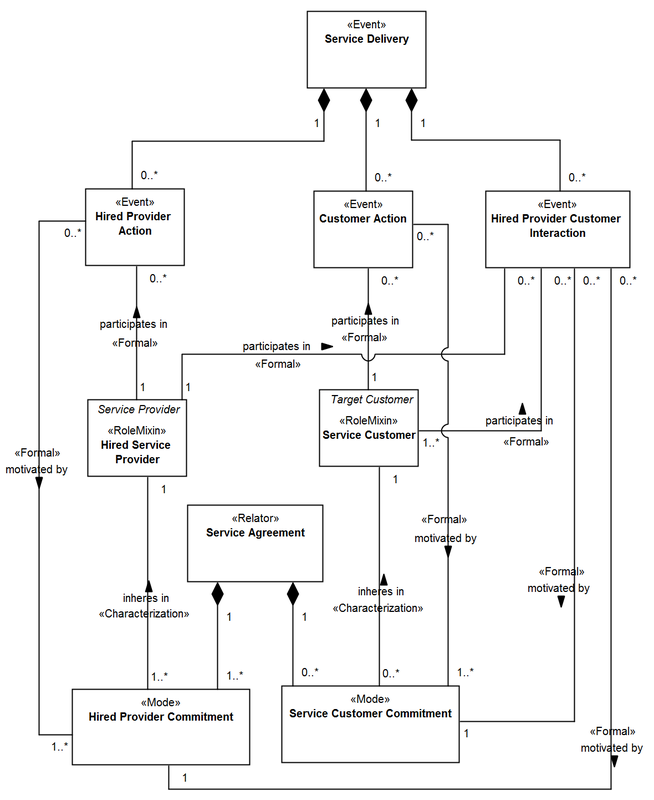 «Event»
Service Delivery
1
1
1
0..*
0..*
0..*
«Event»
Hired Provider
Action
«Event»
Customer Action
«Event»
Hired Provider Customer
Interaction
0..*
0..*
0..*
0..*
0..*
0..*
0..*
0..*
participates in
«Formal»
participates in
«Formal»
participates in
«Formal»
1
1
1
Service Provider
«RoleMixin»
Hired Service
Provider
Target Customer
«RoleMixin»
Service Customer
1..*
participates in
«Formal»
«Formal»
motivated by
1
1
«Relator»
Service Agreement
«Formal»
motivated by
«Formal»
motivated by
inheres in
«Characterization»
1
1
inheres in
«Characterization»
1..*
1..*
0..*
0..*
1..*
«Mode»
Hired Provider Commitment
«Mode»
Service Customer Commitment
1..*
1
«Formal»
motivated by
1